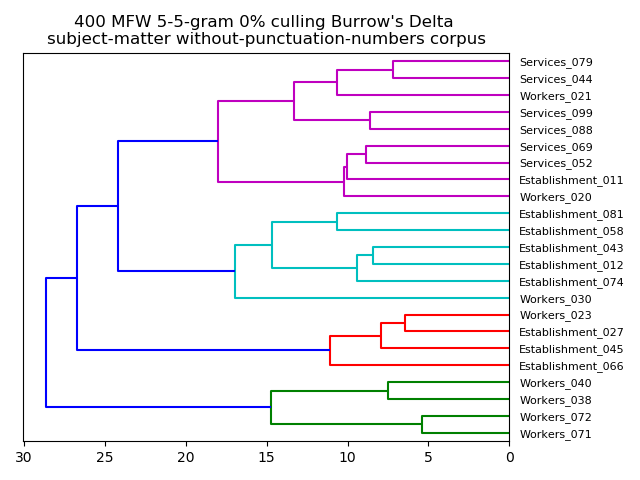 400 MFW 5-5-gram 0% culling Burrow's Delta
subject-matter without-punctuation-numbers corpus
Services_079
Services_044
Workers_021
Services_099
Services_088
Services_069
Services_052
Establishment_011
Workers_020
Establishment_081
Establishment_058
Establishment_043
Establishment_012
Establishment_074
Workers_030
Workers_023
Establishment_027
Establishment_045
Establishment_066
Workers_040
Workers_038
Workers_072
Workers_071
30 25 20 15 10 5 0